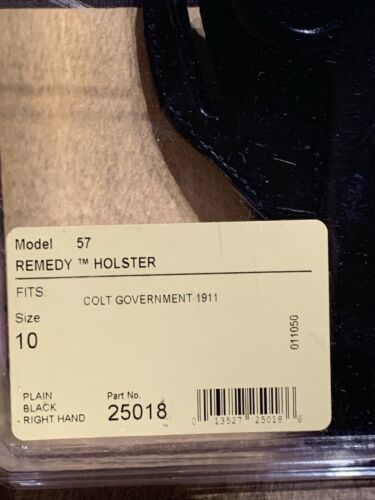 Model 57
REMEDY ™ HOLSTER
FITS:
COLT GOVERNMENT 1911
Size
10
011050
PLAIN
BLACK
- RIGHT HAND
Part No.
25018
0 13527 25018 6